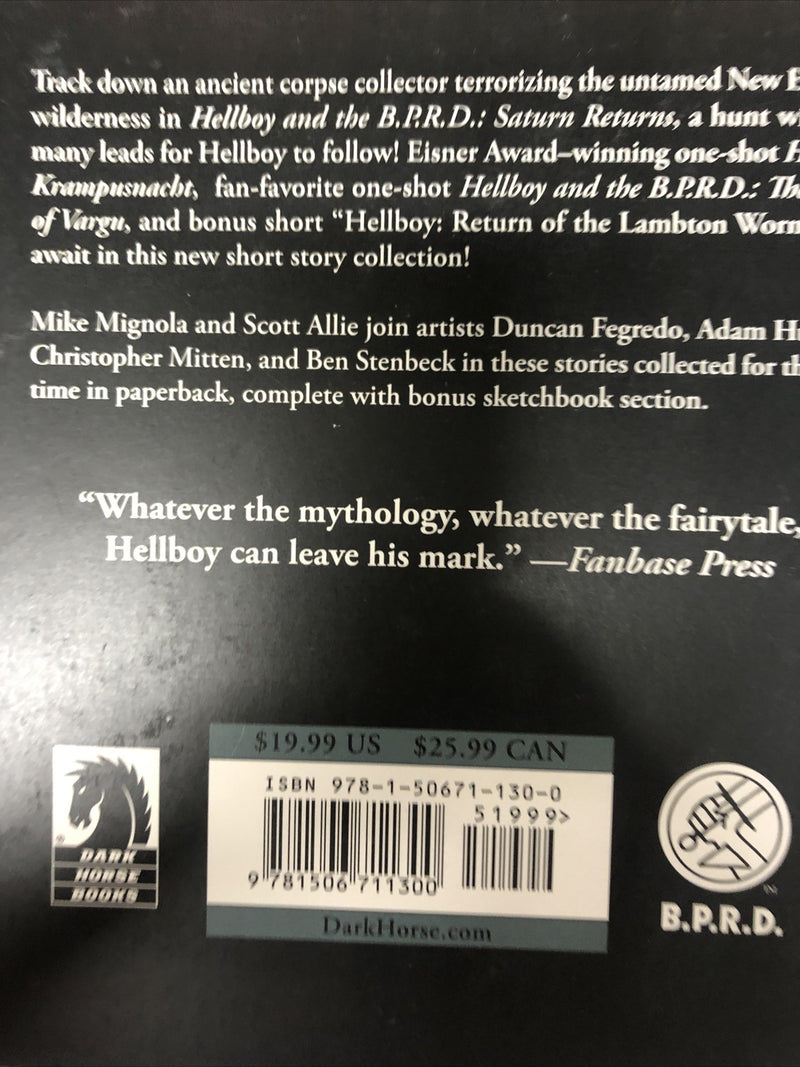 Track down an ancient corpse collector terrorizing the untamed New
wilderness in Hellboy and the B.P.R.D.: Saturn Returns, a hunt
many leads for Hellboy to follow! Eisner Award–winning one-shot
Krampusnacht, fan-favorite one-shot Hellboy and the B.P.R.D.:
of Vargu, and bonus short “Hellboy: Return of the Lambton
await in this new short story collection!
Mike Mignola and Scott Allie join artists Duncan Fegredo, Adam
Christopher Mitten, and Ben Stenbeck in these stories collected for
time in paperback, complete with bonus sketchbook section.
“Whatever the mythology, whatever the fairytale,
Hellboy can leave his mark.” —Fanbase Press
$19.99 US $25.99 CAN
ISBN 978-1-50671-130-0
51999>
9 781506 711300
DarkHorse.com
DARK
HORSE
BOOKS
B.P.R.D.